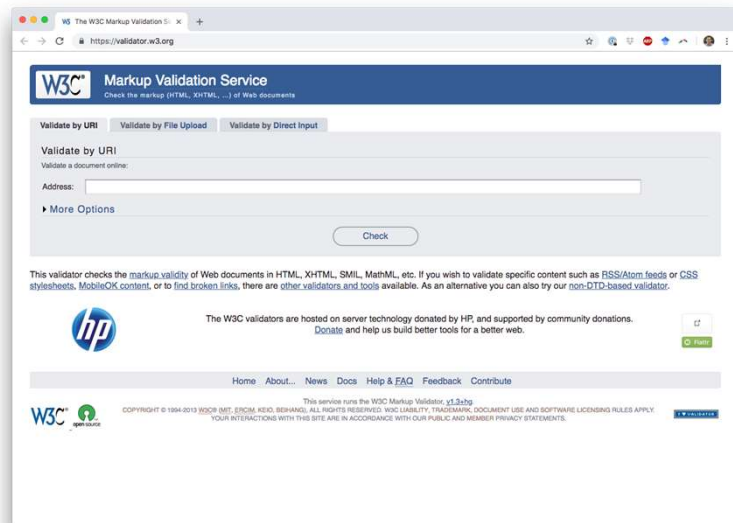 W3 The W3C Markup Validation S
https://validator.w3.org
ABP
W3C® Markup Validation Service
Check the markup (HTML, XHTML, …) of Web documents
Validate by URI Validate by File Upload Validate by Direct Input
Validate by URI
Validate a document online:
Address:
More Options
Check
This validator checks the markup validity of Web documents in HTML, XHTML, SMIL, MathML, etc. If you wish to validate specific content such as RSS/Atom feeds or CSS
stylesheets, MobileOK content, or to find broken links, there are other validators and tools available. As an alternative you can also try our non-DTD-based validator.
hp
The W3C validators are hosted on server technology donated by HP, and supported by community donations.
Donate and help us build better tools for a better web.
Flattr
Home About... News Docs Help & FAQ Feedback Contribute
This service runs the W3C Markup Validator, v1.3+hg.
W3C® open source
COPYRIGHT © 1994-2013 W3C® (MIT, ERCIM, KEIO, BEIHANG), ALL RIGHTS RESERVED. W3C LIABILITY, TRADEMARK, DOCUMENT USE AND SOFTWARE LICENSING RULES APPLY.
YOUR INTERACTIONS WITH THIS SITE ARE IN ACCORDANCE WITH OUR PUBLIC AND MEMBER PRIVACY STATEMENTS.
I ♥ VALIDATOR